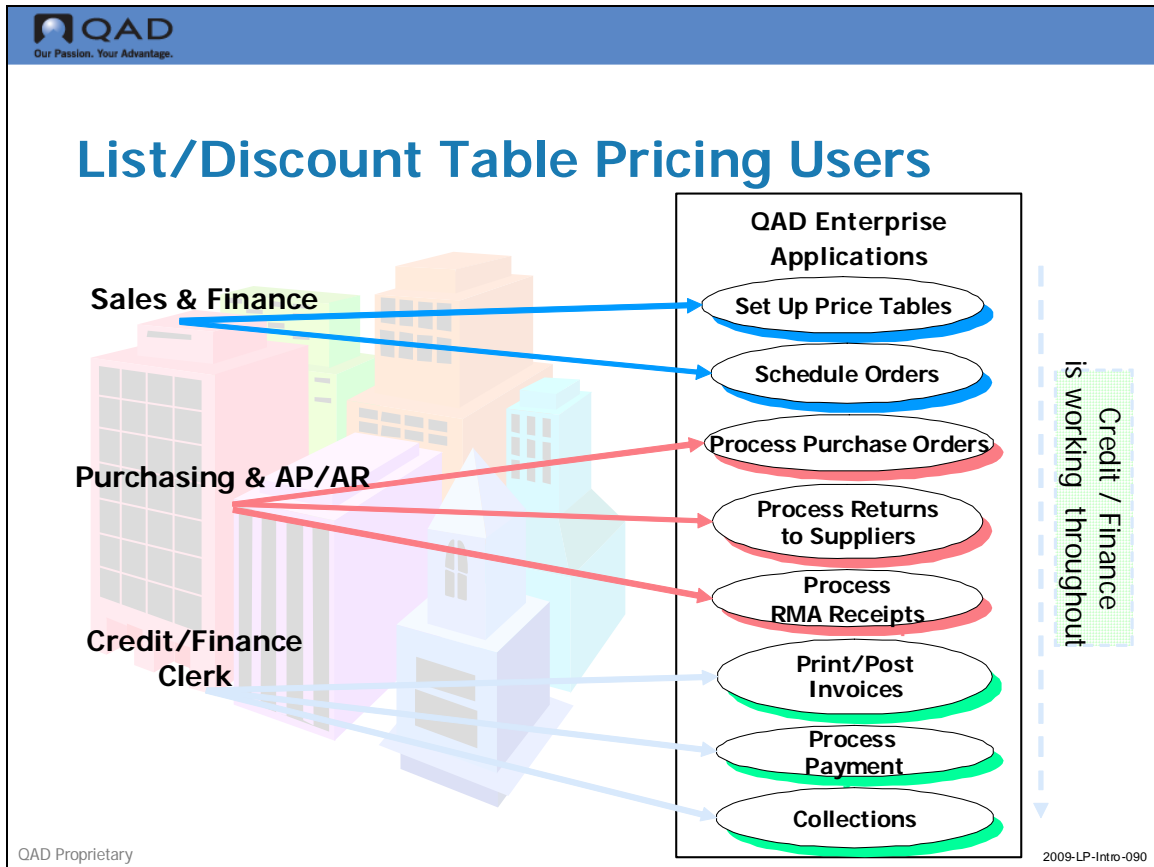 QAD
Our Passion. Your Advantage.
List/Discount Table Pricing Users
QAD Enterprise
Applications
Sales & Finance
Set Up Price Tables
Schedule Orders
Purchasing & AP/AR
Process Purchase Orders
Process Returns
to Suppliers
Process
RMA Receipts
Credit/Finance
Clerk
Print/Post
Invoices
Process
Payment
Collections
Credit / Finance
is working throughout
QAD Proprietary
2009-LP-Intro-090